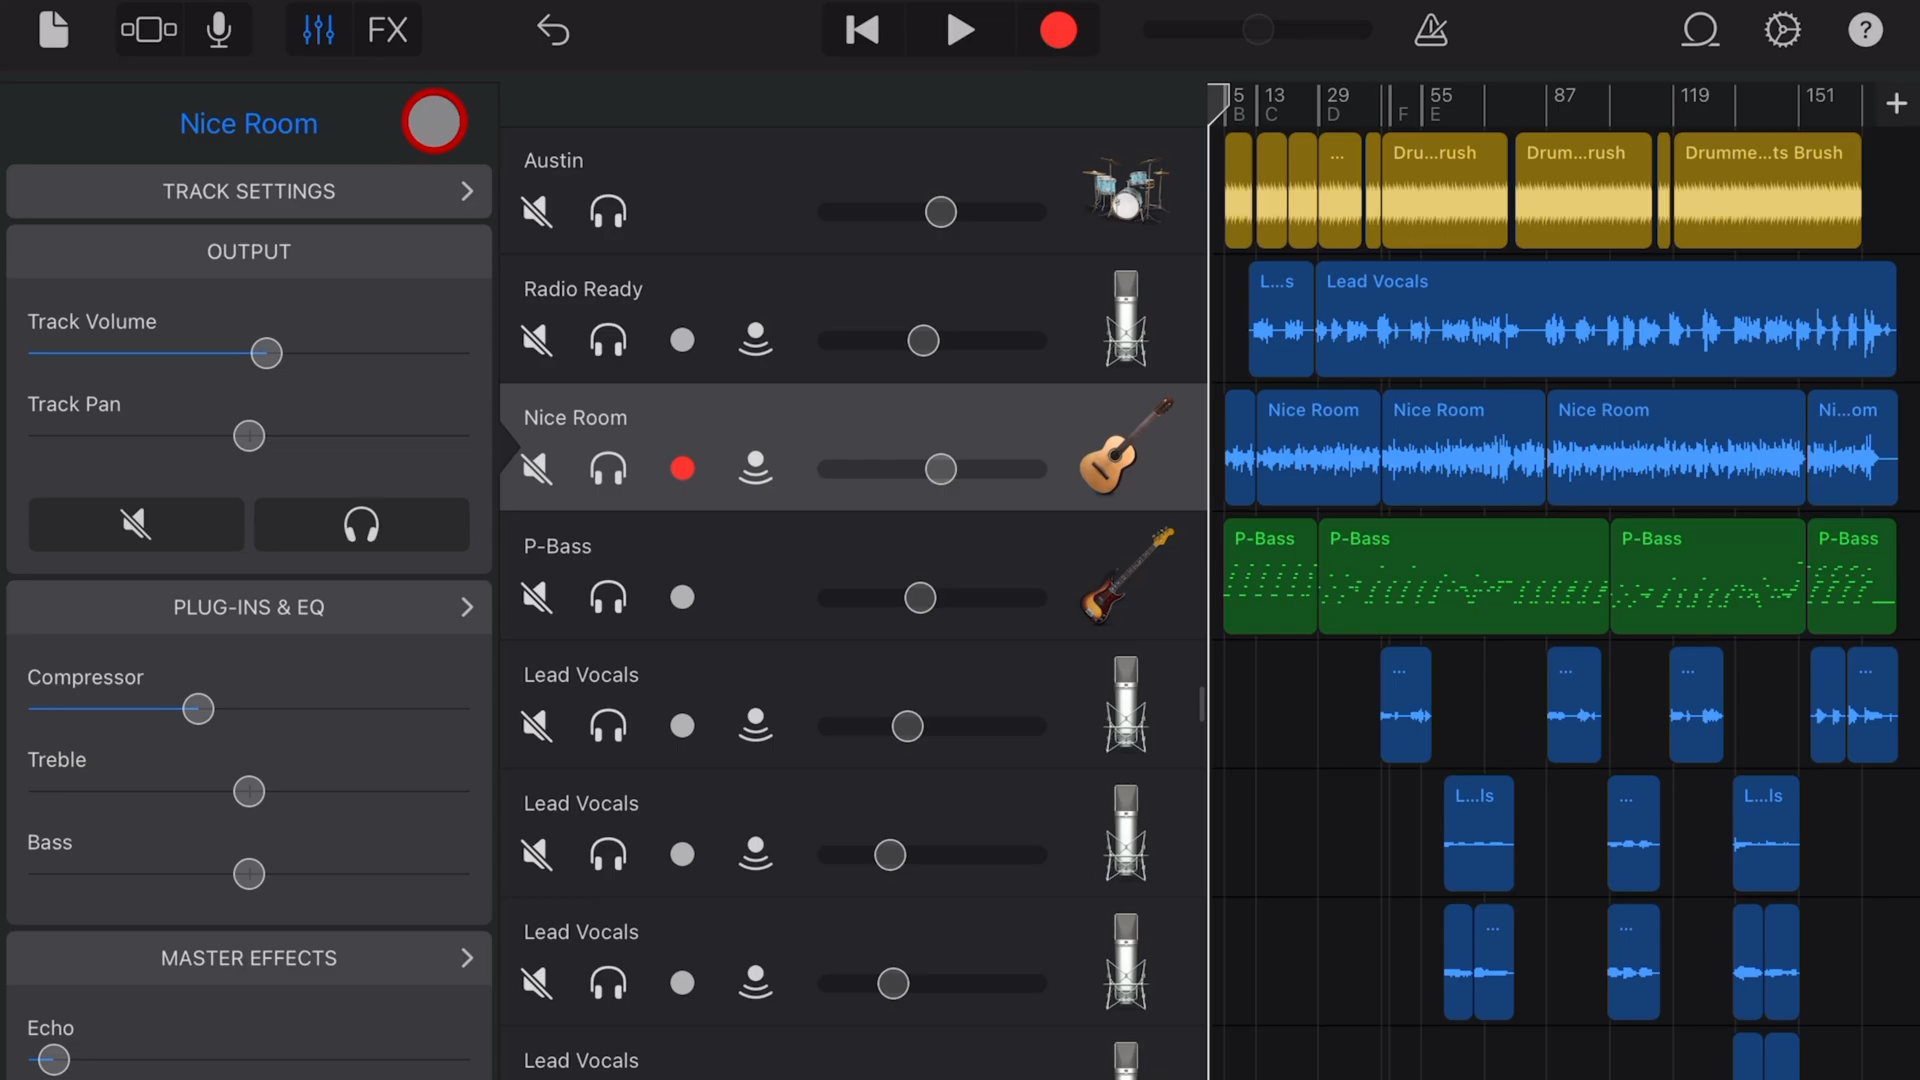 FX
?
Nice Room
TRACK SETTINGS
OUTPUT
Track Volume
Track Pan
PLUG-INS & EQ
Compressor
Treble
Bass
MASTER EFFECTS
Echo
Austin
Radio Ready
Nice Room
P-Bass
Lead Vocals
Lead Vocals
Lead Vocals
Lead Vocals
5 13 29 55 87 119 151 +
B C D F E
... Dru...rush Drum...rush Drumme...ts Brush
L...s Lead Vocals
Nice Room Nice Room Nice Room Ni...om
P-Bass P-Bass P-Bass P-Bass
... ... ... ...
L...ls ... L...ls
... ...